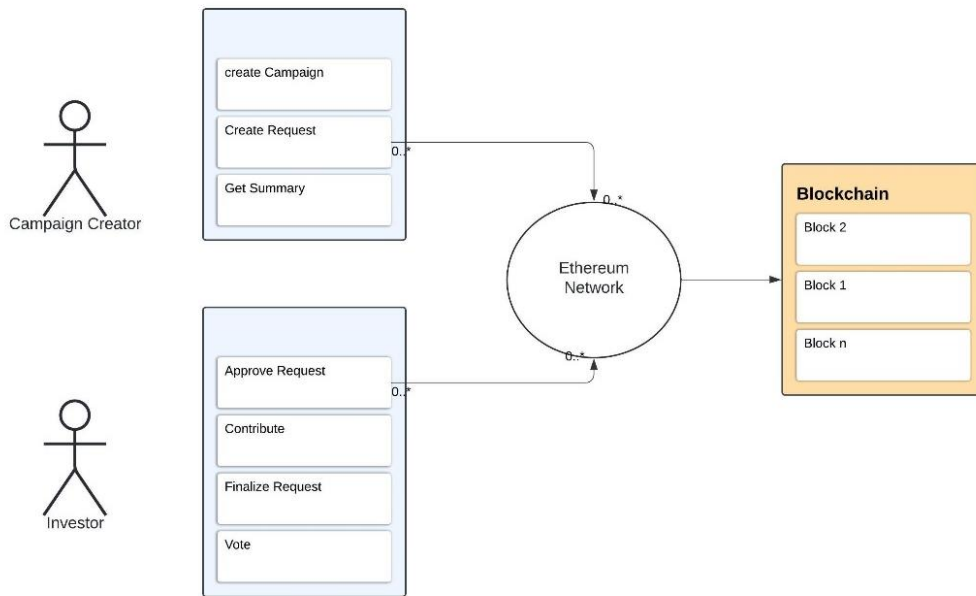 create Campaign
Create Request
0..*
Get Summary
Campaign Creator
0..*
Ethereum
Network
Blockchain
Block 2
Block 1
Block n
0..*
Approve Request
0..*
Contribute
Finalize Request
Vote
Investor